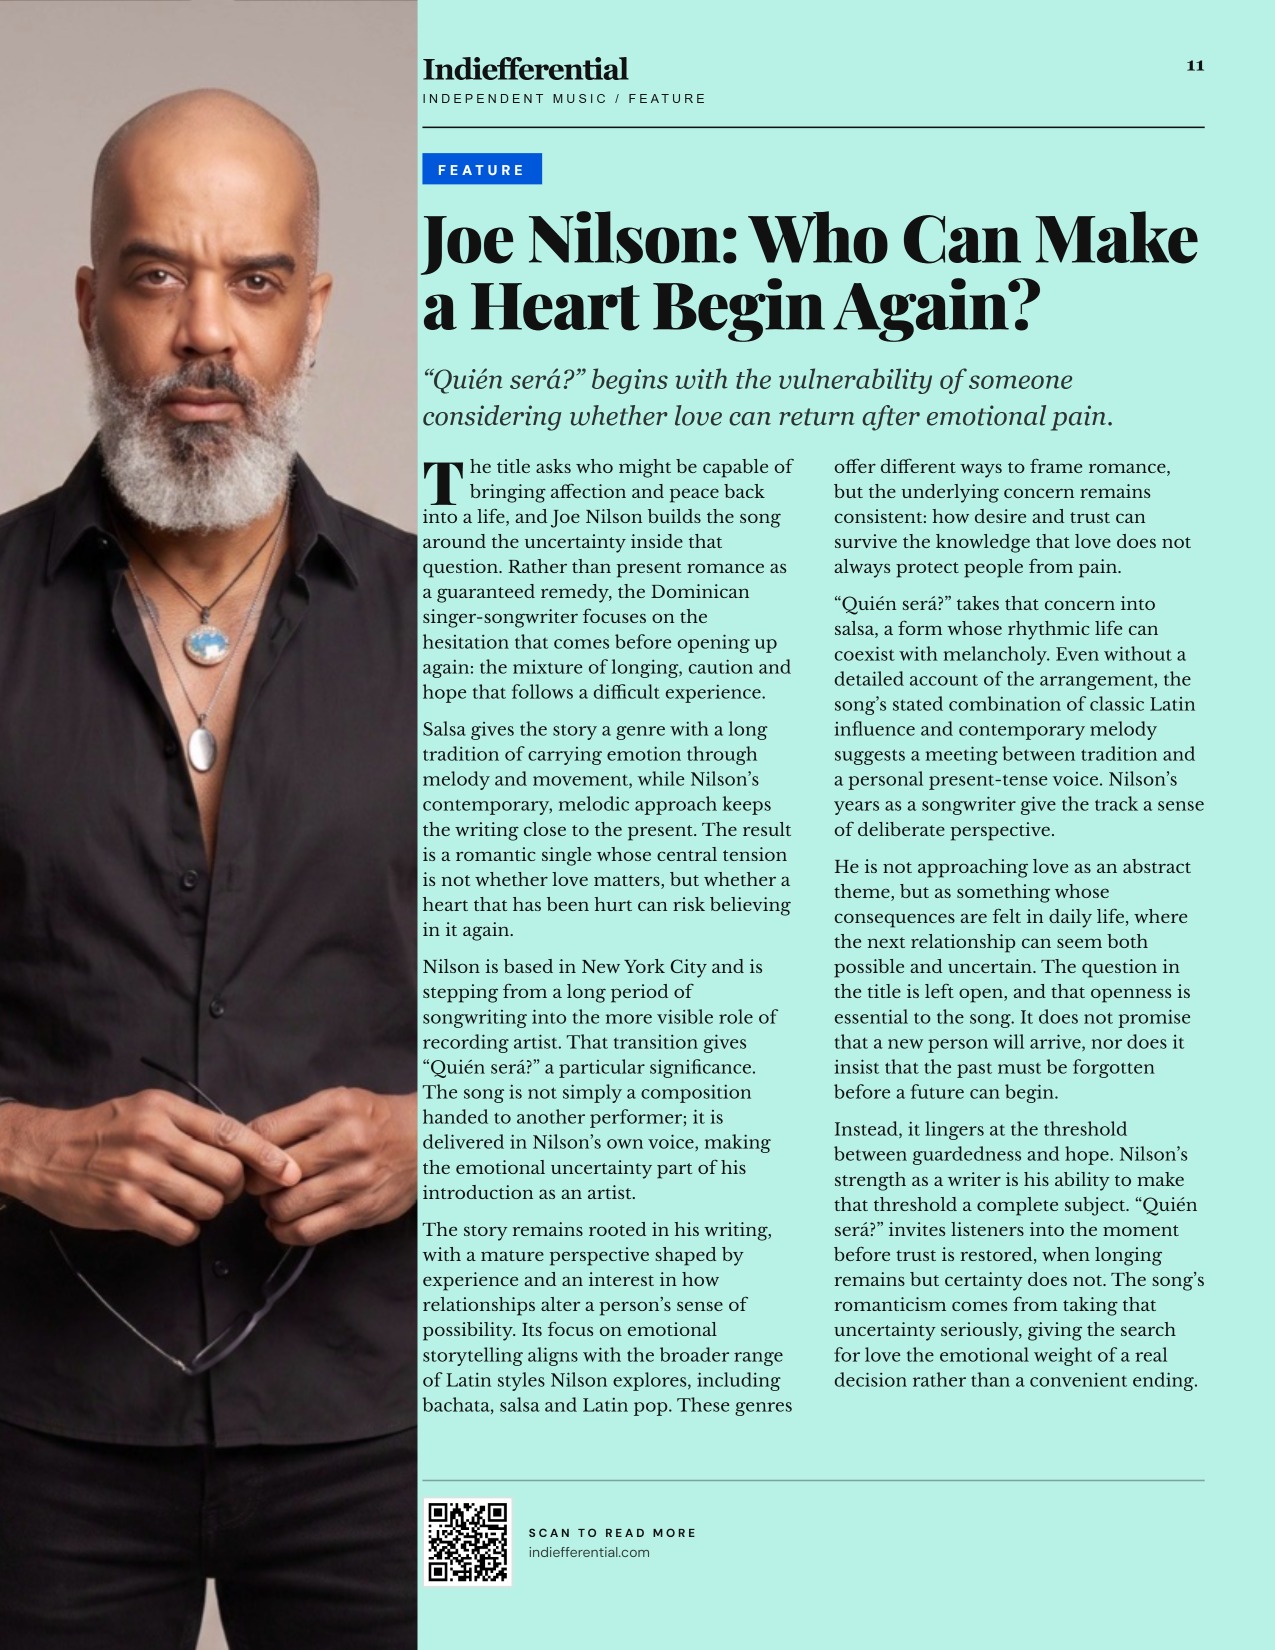 Indiefferential
11
INDEPENDENT MUSIC / FEATURE
FEATURE
Joe Nilson: Who Can Make
a Heart Begin Again?
“Quién será?” begins with the vulnerability of someone
considering whether love can return after emotional pain.
The title asks who might be capable of
bringing affection and peace back
into a life, and Joe Nilson builds the song
around the uncertainty inside that
question. Rather than present romance as
a guaranteed remedy, the Dominican
singer-songwriter focuses on the
hesitation that comes before opening up
again: the mixture of longing, caution and
hope that follows a difficult experience.
Salsa gives the story a genre with a long
tradition of carrying emotion through
melody and movement, while Nilson’s
contemporary, melodic approach keeps
the writing close to the present. The result
is a romantic single whose central tension
is not whether love matters, but whether a
heart that has been hurt can risk believing
in it again.
Nilson is based in New York City and is
stepping from a long period of
songwriting into the more visible role of
recording artist. That transition gives
“Quién será?” a particular significance.
The song is not simply a composition
handed to another performer; it is
delivered in Nilson’s own voice, making
the emotional uncertainty part of his
introduction as an artist.
The story remains rooted in his writing,
with a mature perspective shaped by
experience and an interest in how
relationships alter a person’s sense of
possibility. Its focus on emotional
storytelling aligns with the broader range
of Latin styles Nilson explores, including
bachata, salsa and Latin pop. These genres
offer different ways to frame romance,
but the underlying concern remains
consistent: how desire and trust can
survive the knowledge that love does not
always protect people from pain.
“Quién será?” takes that concern into
salsa, a form whose rhythmic life can
coexist with melancholy. Even without a
detailed account of the arrangement, the
song’s stated combination of classic Latin
influence and contemporary melody
suggests a meeting between tradition and
a personal present-tense voice. Nilson’s
years as a songwriter give the track a sense
of deliberate perspective.
He is not approaching love as an abstract
theme, but as something whose
consequences are felt in daily life, where
the next relationship can seem both
possible and uncertain. The question in
the title is left open, and that openness is
essential to the song. It does not promise
that a new person will arrive, nor does it
insist that the past must be forgotten
before a future can begin.
Instead, it lingers at the threshold
between guardedness and hope. Nilson’s
strength as a writer is his ability to make
that threshold a complete subject. “Quién
será?” invites listeners into the moment
before trust is restored, when longing
remains but certainty does not. The song’s
romanticism comes from taking that
uncertainty seriously, giving the search
for love the emotional weight of a real
decision rather than a convenient ending.
SCAN TO READ MORE
indiefferential.com